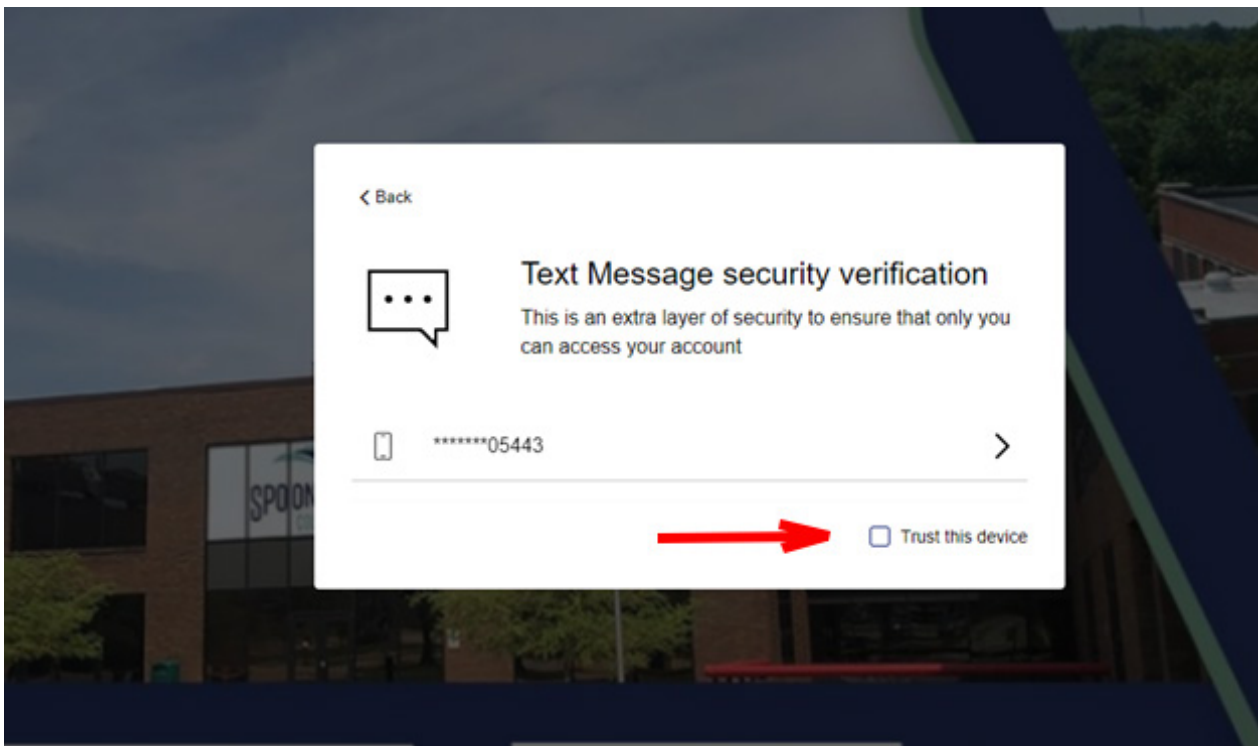 Back
Text Message security verification
This is an extra layer of security to ensure that only you
can access your account
*******05443
Trust this device
SPOON